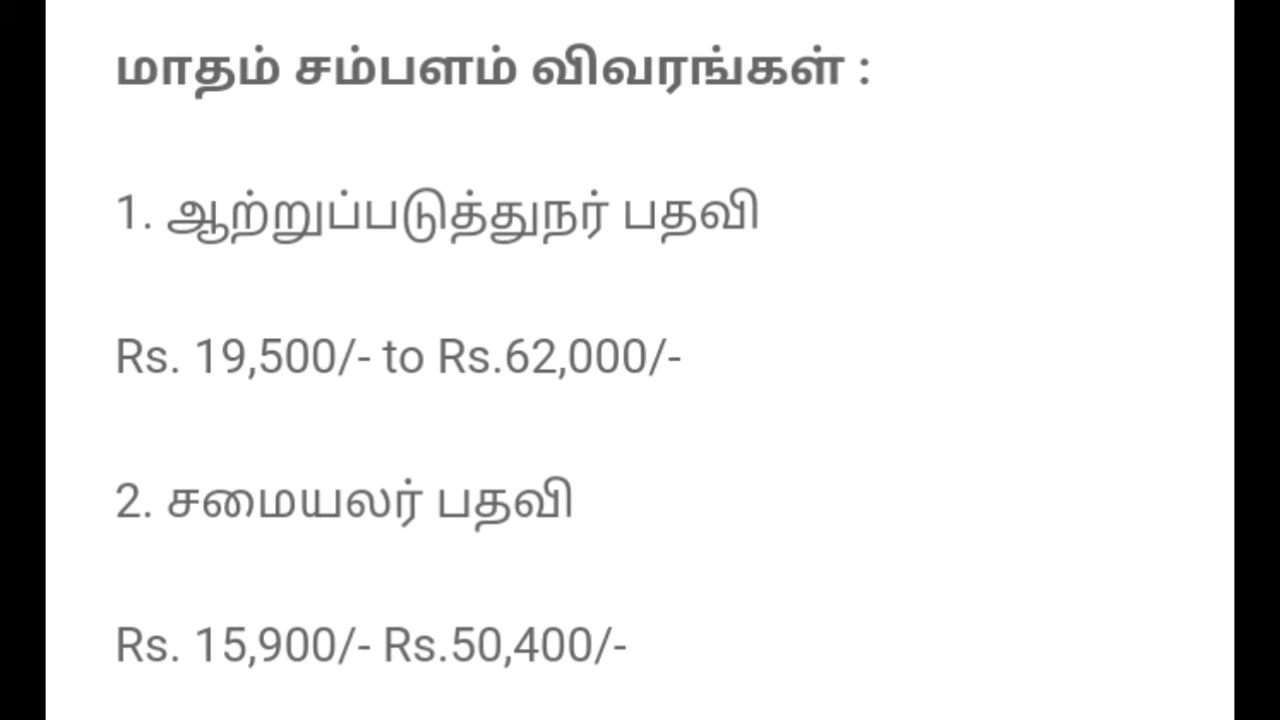 மாதம் சம்பளம் விவரங்கள் :
1. ஆற்றுப்படுத்துநர் பதவி
Rs. 19,500/- to Rs.62,000/-
2. சமையலர் பதவி
Rs. 15,900/- Rs.50,400/-